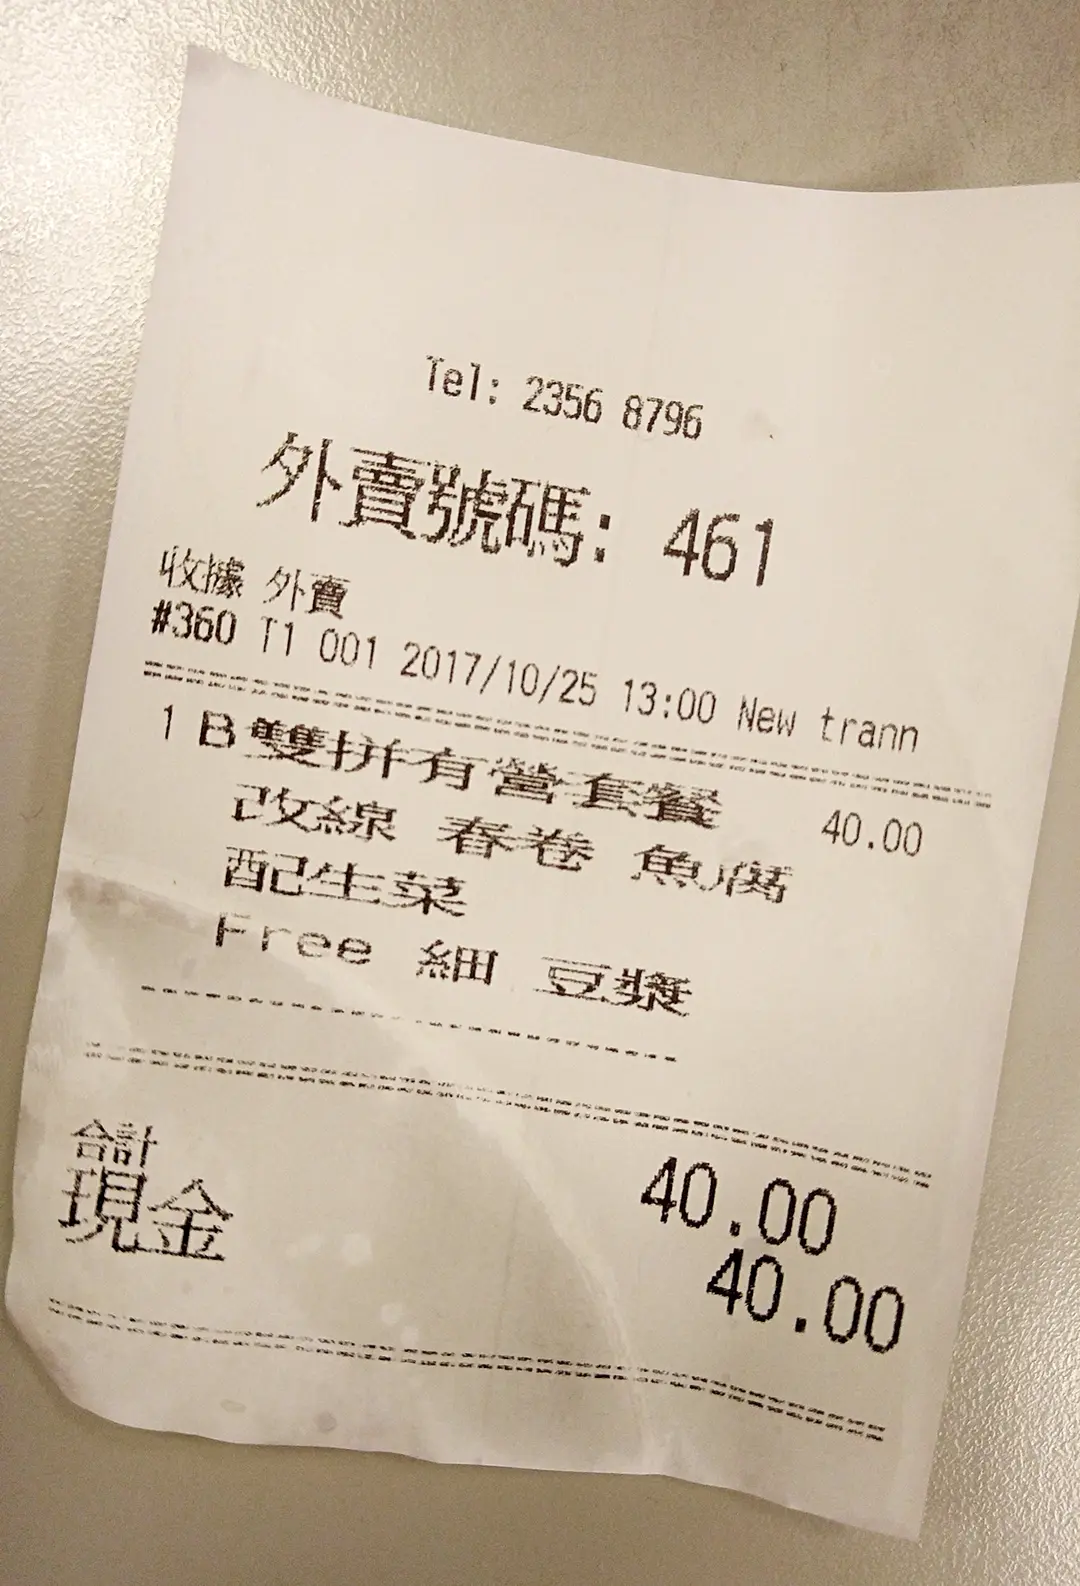 Tel: 2356 8796
外賣號碼: 461
收據 外賣
#360 T1 001 2017/10/25 13:00 New trann
1 B雙拼有營套餐 40.00
改線 春卷 魚腐
配生菜
Free 細 豆漿
合計 40.00
現金 40.00